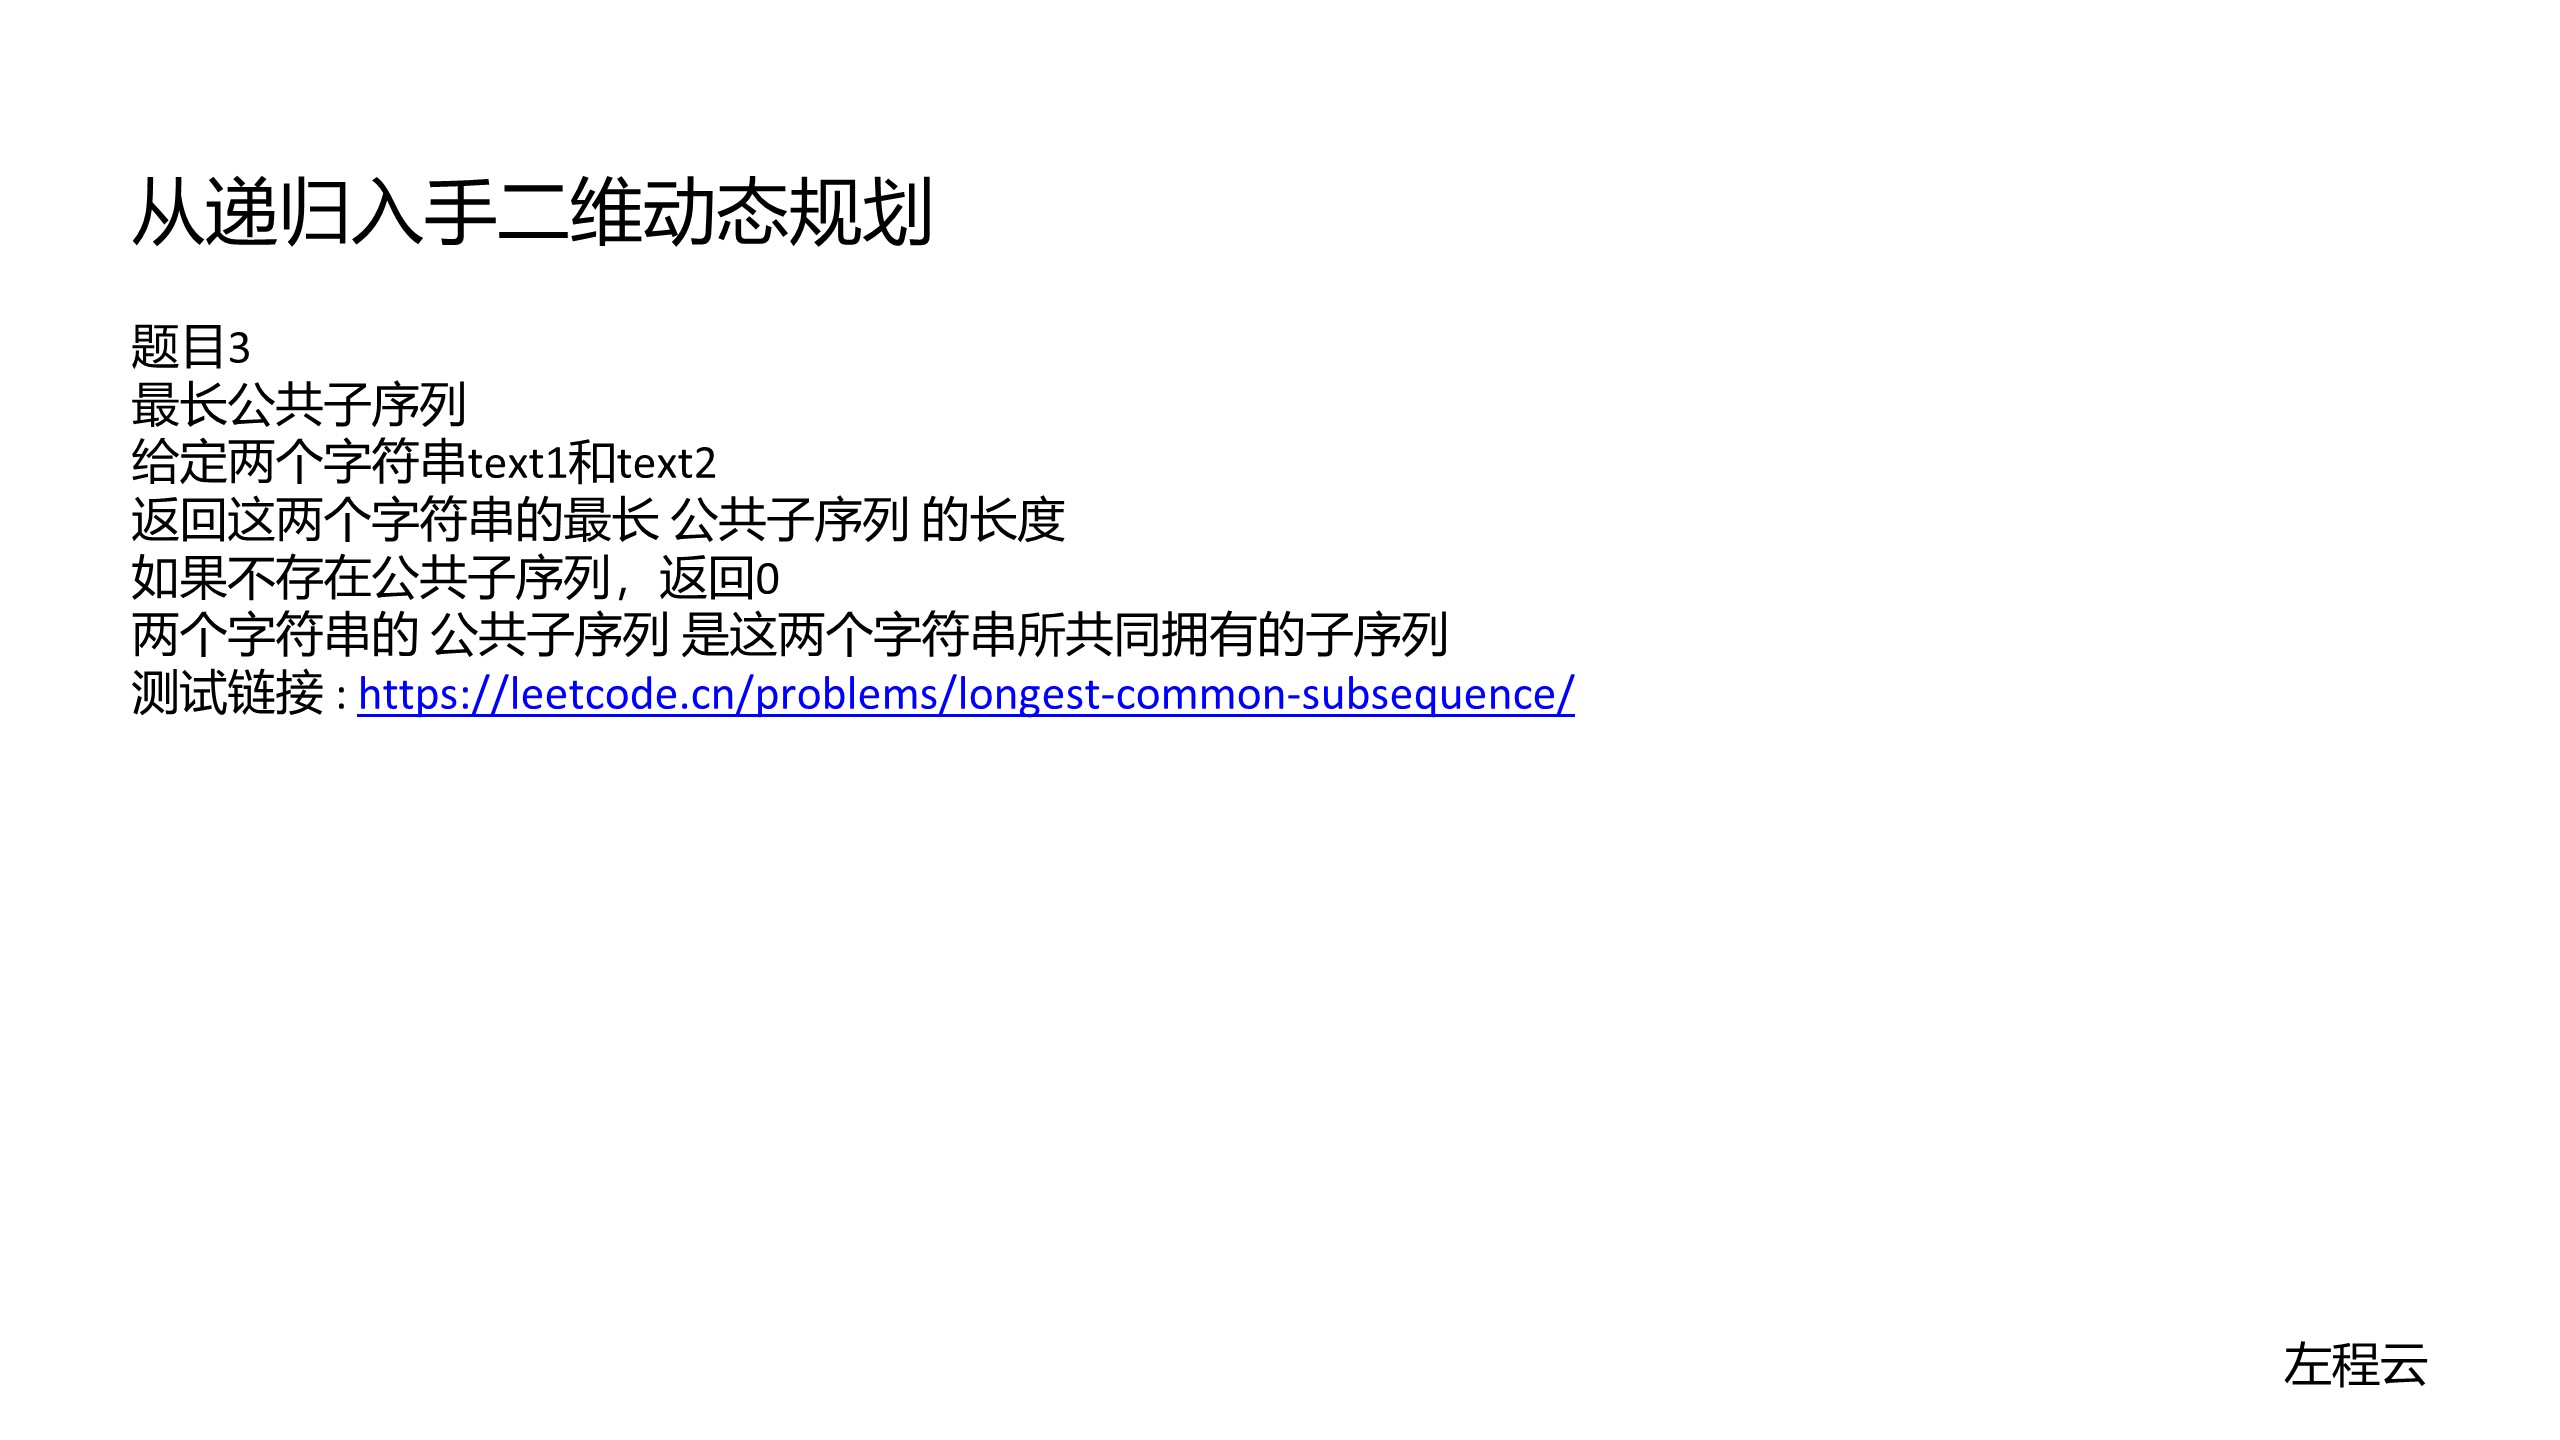 从递归入手二维动态规划
题目3
最长公共子序列
给定两个字符串text1和text2
返回这两个字符串的最长 公共子序列 的长度
如果不存在公共子序列，返回0
两个字符串的 公共子序列 是这两个字符串所共同拥有的子序列
测试链接 : https://leetcode.cn/problems/longest-common-subsequence/
左程云